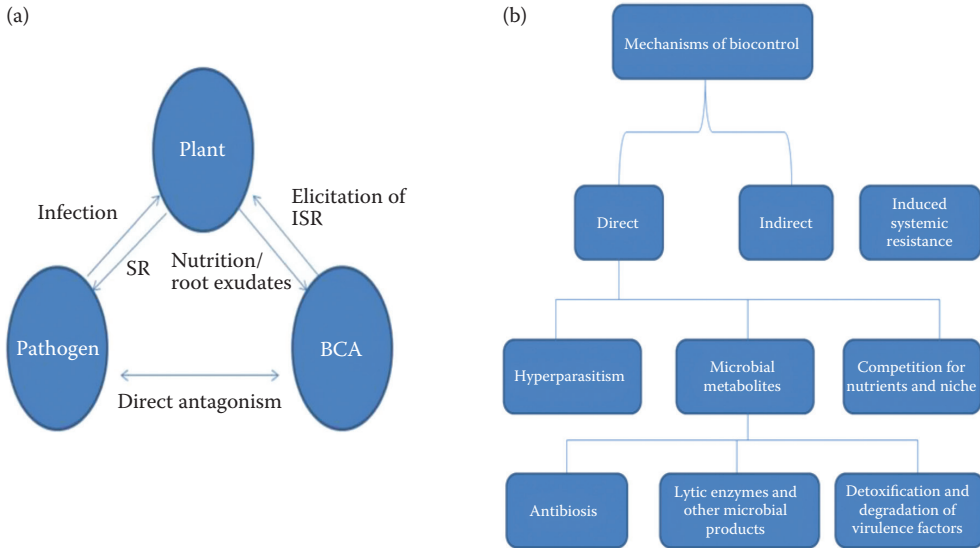 (a)
Plant
Infection
Elicitation of
ISR
SR
Nutrition/
root exudates
Pathogen
BCA
Direct antagonism
(b)
Mechanisms of biocontrol
Direct
Indirect
Induced
systemic
resistance
Hyperparasitism
Microbial
metabolites
Competition for
nutrients and niche
Antibiosis
Lytic enzymes and
other microbial
products
Detoxification and
degradation of
virulence factors